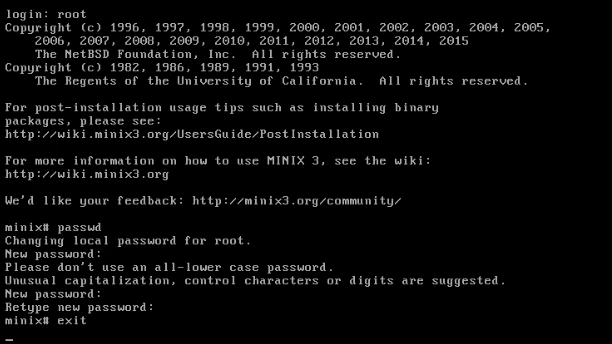 login: root
Copyright (c) 1996, 1997, 1998, 1999, 2000, 2001, 2002, 2003, 2004, 2005,
    2006, 2007, 2008, 2009, 2010, 2011, 2012, 2013, 2014, 2015
    The NetBSD Foundation, Inc.  All rights reserved.
Copyright (c) 1982, 1986, 1989, 1991, 1993
    The Regents of the University of California.  All rights reserved.

For post-installation usage tips such as installing binary
packages, please see:
http://wiki.minix3.org/UsersGuide/PostInstallation

For more information on how to use MINIX 3, see the wiki:
http://wiki.minix3.org

We'd like your feedback: http://minix3.org/community/

minix# passwd
Changing local password for root.
New password:
Please don't use an all-lower case password.
Unusual capitalization, control characters or digits are suggested.
New password:
Retype new password:
minix# exit